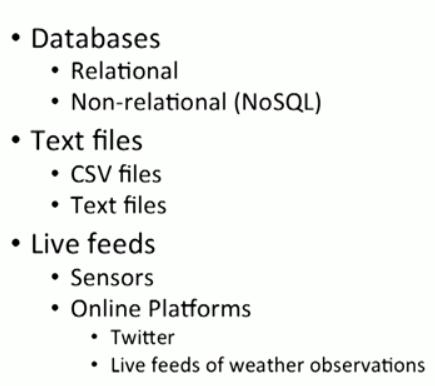 • Databases
• Relational
• Non-relational (NoSQL)
• Text files
• CSV files
• Text files
• Live feeds
• Sensors
• Online Platforms
• Twitter
• Live feeds of weather observations